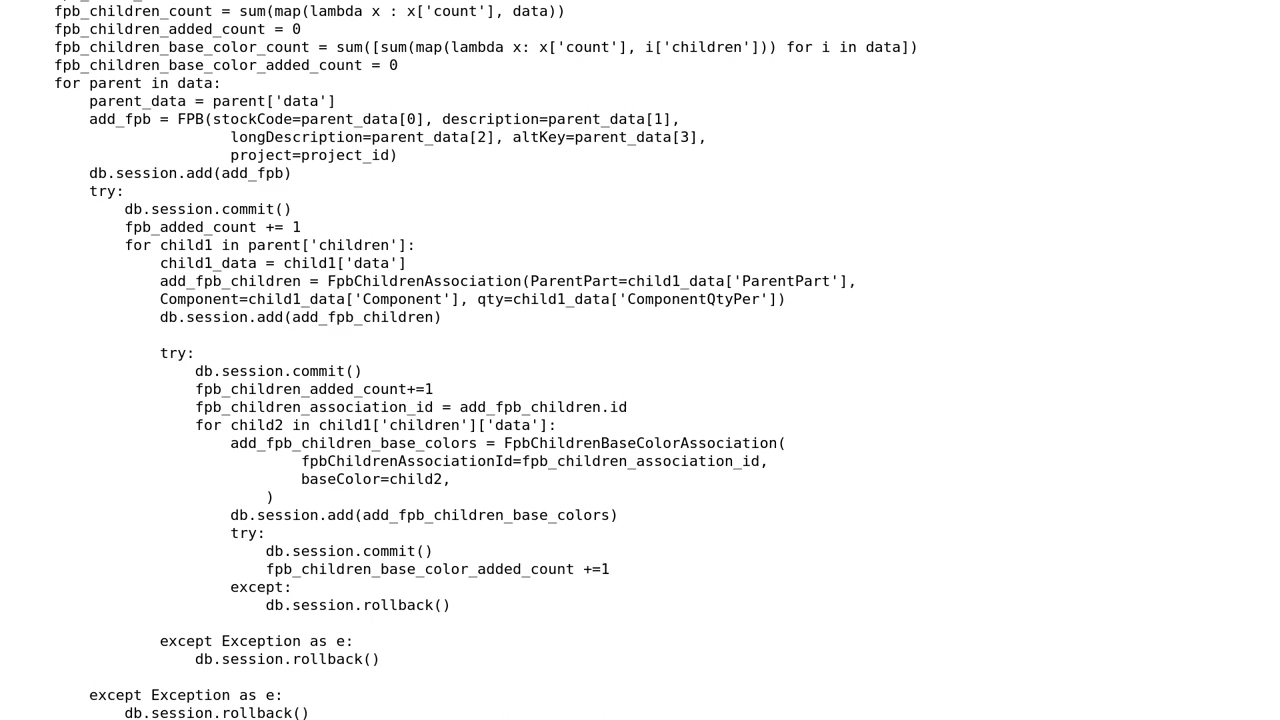 fpb_children_count = sum(map(lambda x : x['count'], data))
fpb_children_added_count = 0
fpb_children_base_color_count = sum([sum(map(lambda x: x['count'], i['children'])) for i in data])
fpb_children_base_color_added_count = 0
for parent in data:
    parent_data = parent['data']
    add_fpb = FPB(stockCode=parent_data[0], description=parent_data[1],
                    longDescription=parent_data[2], altKey=parent_data[3],
                    project=project_id)
    db.session.add(add_fpb)
    try:
        db.session.commit()
        fpb_added_count += 1
        for child1 in parent['children']:
            child1_data = child1['data']
            add_fpb_children = FpbChildrenAssociation(ParentPart=child1_data['ParentPart'],
            Component=child1_data['Component'], qty=child1_data['ComponentQtyPer'])
            db.session.add(add_fpb_children)

            try:
                db.session.commit()
                fpb_children_added_count+=1
                fpb_children_association_id = add_fpb_children.id
                for child2 in child1['children']['data']:
                    add_fpb_children_base_colors = FpbChildrenBaseColorAssociation(
                            fpbChildrenAssociationId=fpb_children_association_id,
                            baseColor=child2,
                        )
                    db.session.add(add_fpb_children_base_colors)
                    try:
                        db.session.commit()
                        fpb_children_base_color_added_count +=1
                    except:
                        db.session.rollback()

            except Exception as e:
                db.session.rollback()

    except Exception as e:
        db.session.rollback()